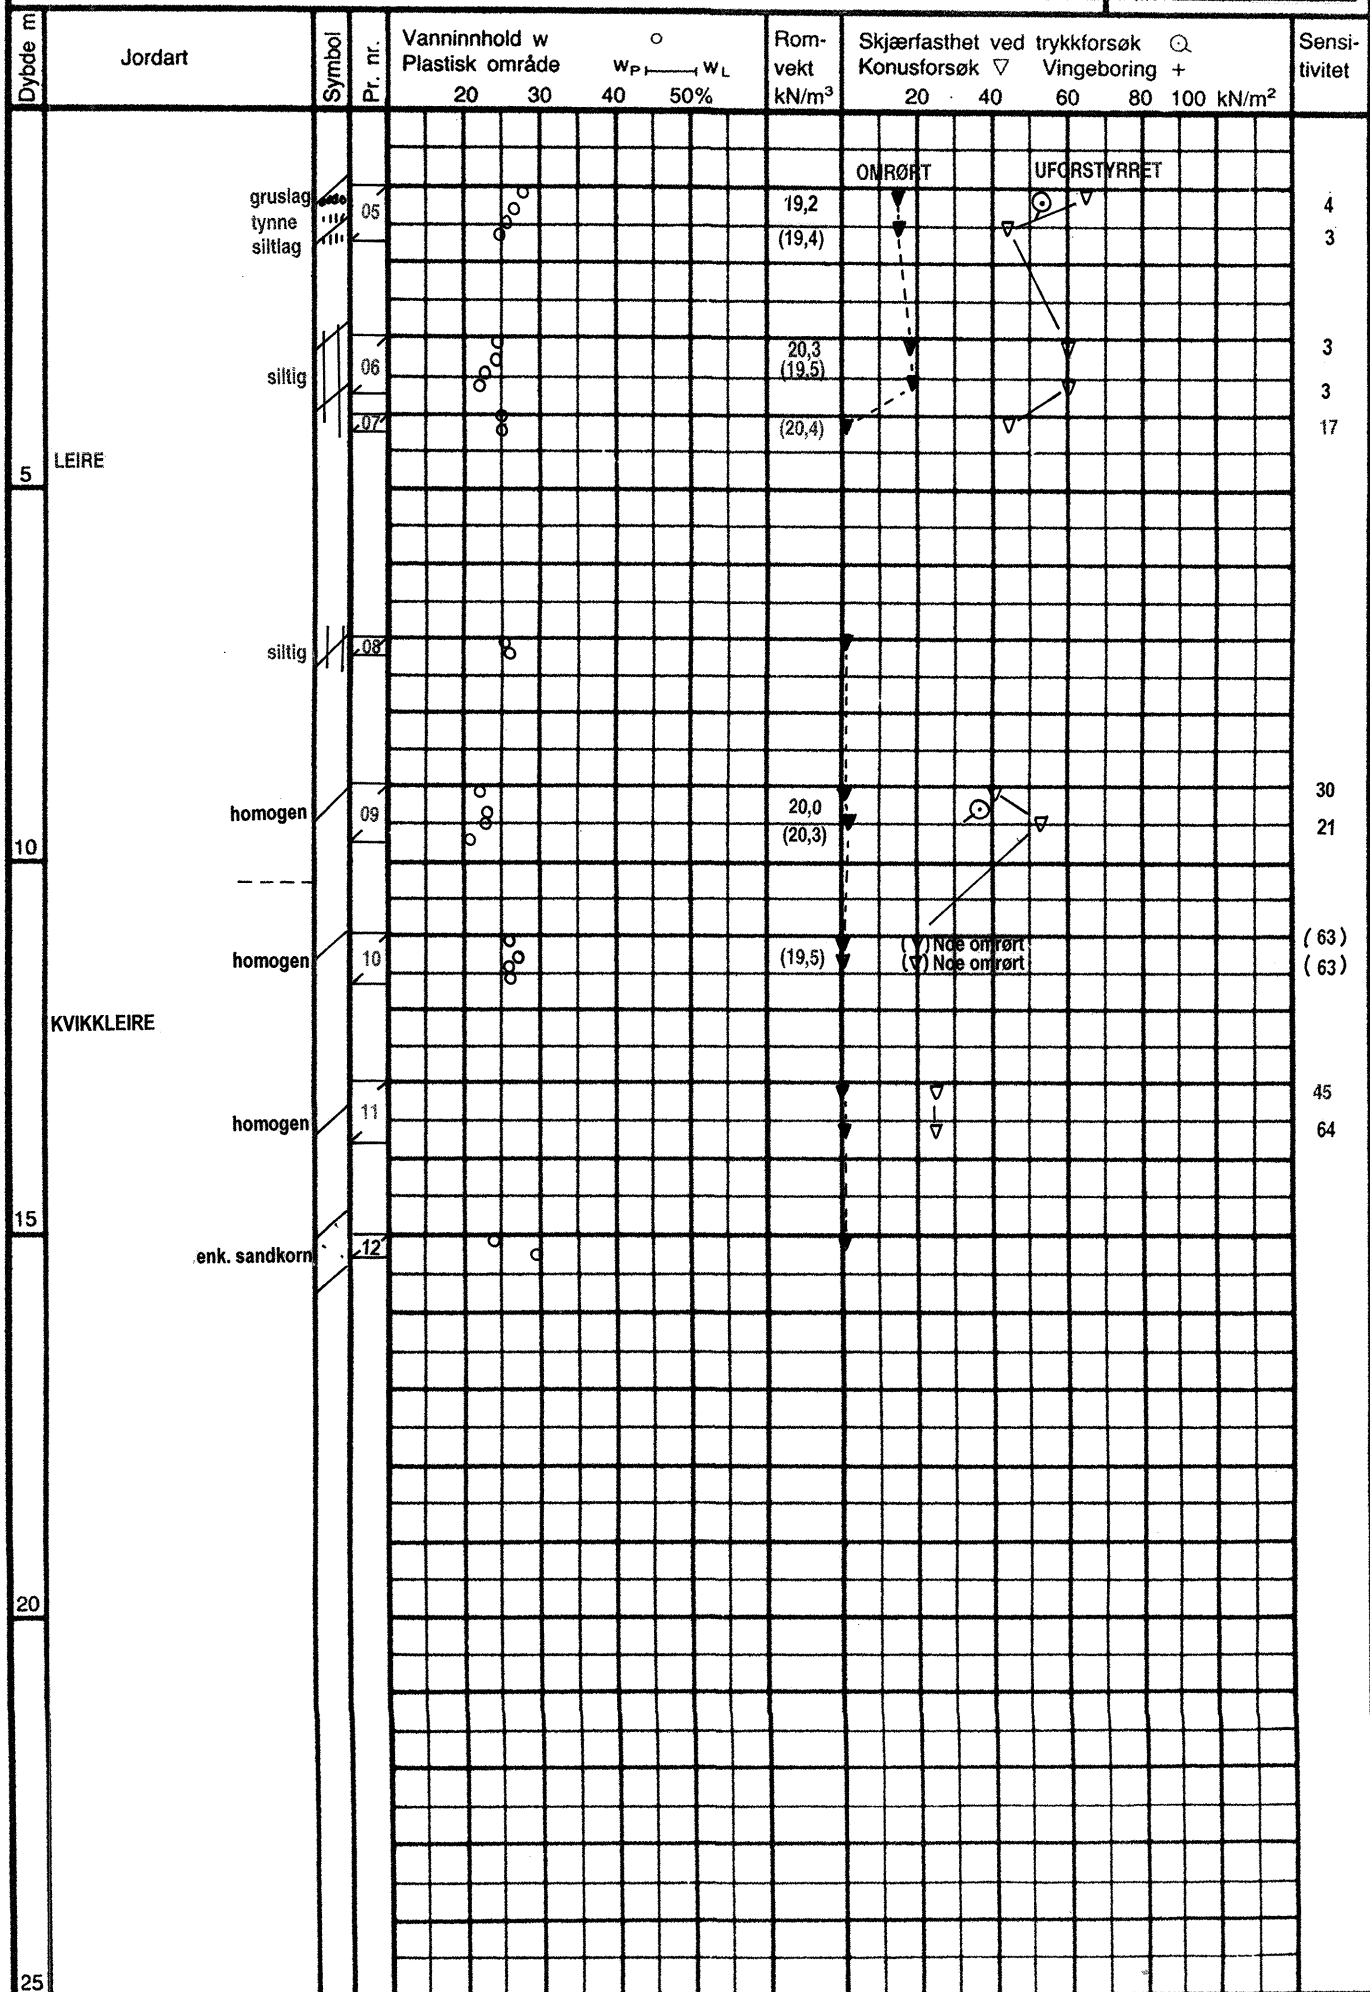 Dybde m
Jordart
Symbol
Pr. nr.
Vanninnhold w
Plastisk område wP wL
20 30 40 50%
Rom-
vekt
kN/m³
Skjærfasthet ved trykkforsøk
Konusforsøk ▽ Vingeboring +
20 40 60 80 100 kN/m²
Sensi-
tivitet
OMRØRT UFORSTYRRET
gruslag 05 19,2 4
tynne
siltlag (19,4) 3
20,3 3
siltig 06 (19,5)
3
07 (20,4) 17
LEIRE
5
siltig 08
30
homogen 09 20,0
(20,3) 21
10
(▽) Noe omrørt (63)
homogen 10 (19,5) (▽) Noe omrørt (63)
KVIKKLEIRE
45
11
homogen 64
15
enk. sandkorn 12
20
25